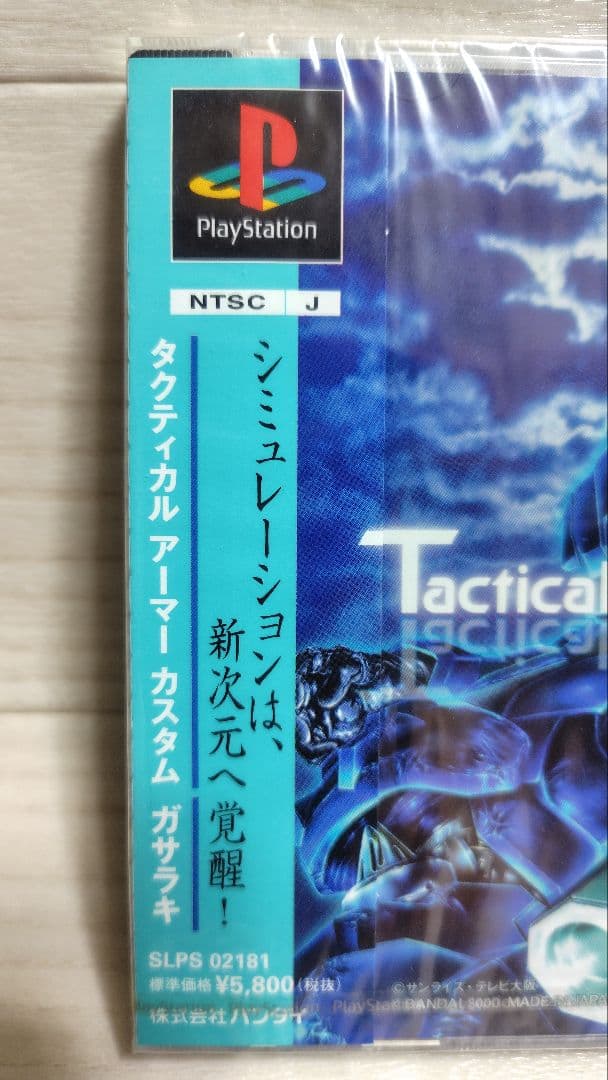 PlayStation
NTSC J
シミュレーションは、
新次元へ覚醒！
タクティカル アーマー カスタム ガサラキ
Tactical
SLPS 02181
標準価格 ¥5,800(税抜)
株式会社バンダイ
©サンライズ・テレビ大阪
BANDAI 2000 MADE IN JAPAN
PlayStation PlayStation PlayStation